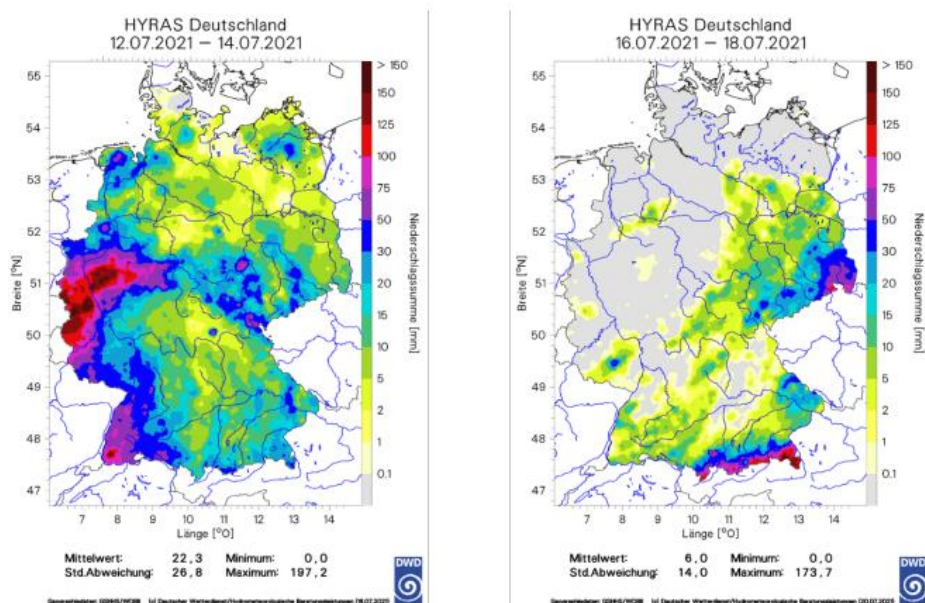 HYRAS Deutschland
12.07.2021 – 14.07.2021
> 150
150
100
75
50
30
20
15
10
5
2
1
0.1
Niederschlagssumme [mm]
55
54
53
52
51
50
49
48
47
Breite [°N]
7 8 9 10 11 12 13 14
Länge [°O]
Mittelwert: 22,3 Minimum: 0,0
Std.Abweichung: 26,8 Maximum: 197,2
DWD
HYRAS Deutschland
16.07.2021 – 18.07.2021
> 150
150
100
75
50
30
20
15
10
5
2
1
0.1
Niederschlagssumme [mm]
55
54
53
52
51
50
49
48
47
Breite [°N]
7 8 9 10 11 12 13 14
Länge [°O]
Mittelwert: 6,0 Minimum: 0,0
Std.Abweichung: 14,0 Maximum: 173,7
DWD